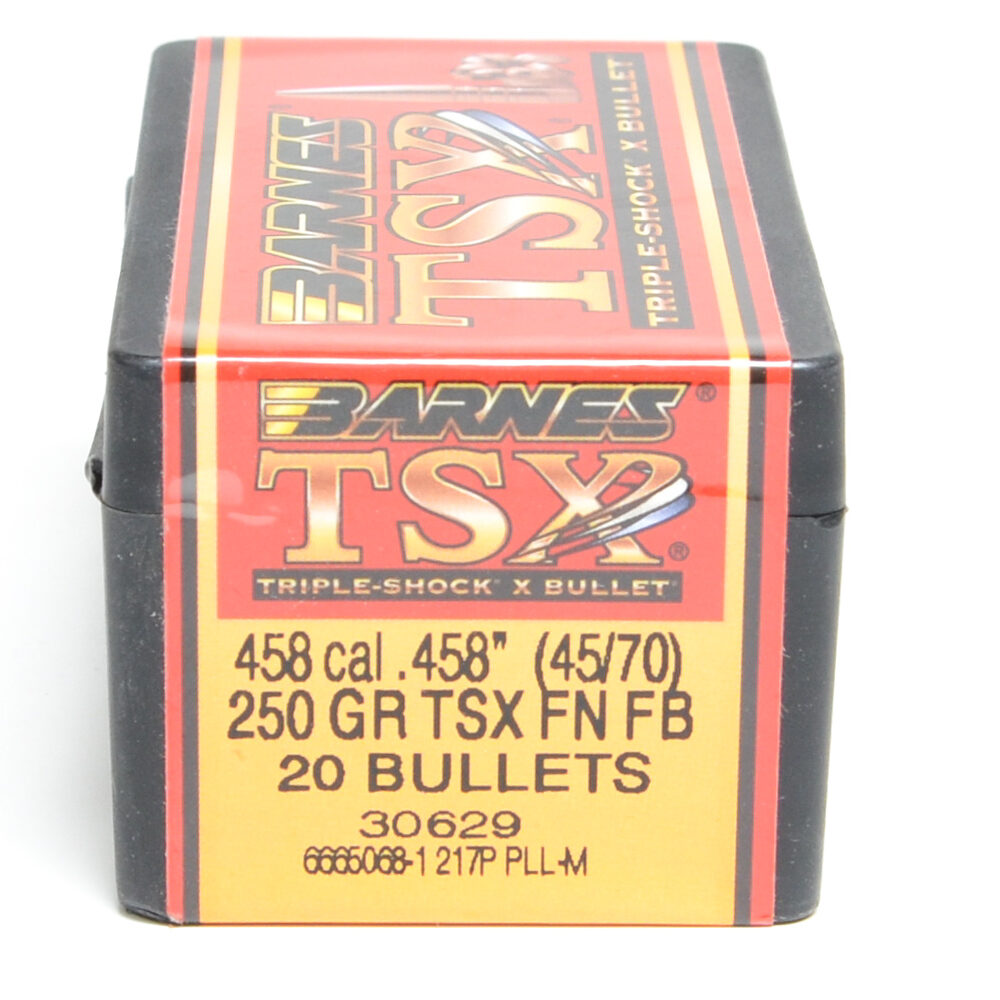 BARNES®
TSX®
TRIPLE-SHOCK® X BULLET
BARNES®
TSX®
TRIPLE-SHOCK® X BULLET®
458 cal .458" (45/70)
250 GR TSX FN FB
20 BULLETS
30629
6665068-1 217P PLL-M